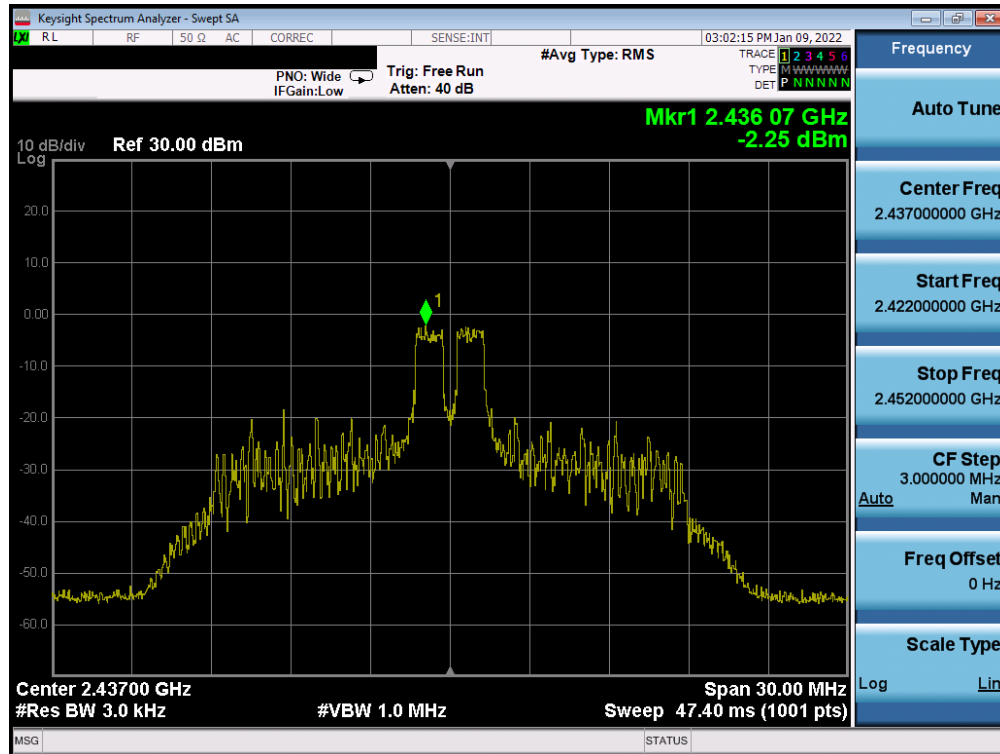 Keysight Spectrum Analyzer - Swept SA
LXI RL RF 50 Ω AC CORREC SENSE:INT 03:02:15 PM Jan 09, 2022
PNO: Wide
IFGain:Low
Trig: Free Run
Atten: 40 dB
#Avg Type: RMS
TRACE 1 2 3 4 5 6
TYPE M WWWWW
DET P N N N N N
Mkr1 2.436 07 GHz
-2.25 dBm
10 dB/div Ref 30.00 dBm
Log
20.0
10.0
0.00
-10.0
-20.0
-30.0
-40.0
-50.0
-60.0
1
Center 2.43700 GHz Span 30.00 MHz
#Res BW 3.0 kHz #VBW 1.0 MHz Sweep 47.40 ms (1001 pts)
MSG STATUS
Frequency
Auto Tune
Center Freq
2.437000000 GHz
Start Freq
2.422000000 GHz
Stop Freq
2.452000000 GHz
CF Step
3.000000 MHz
Auto Man
Freq Offset
0 Hz
Scale Type
Log Lin